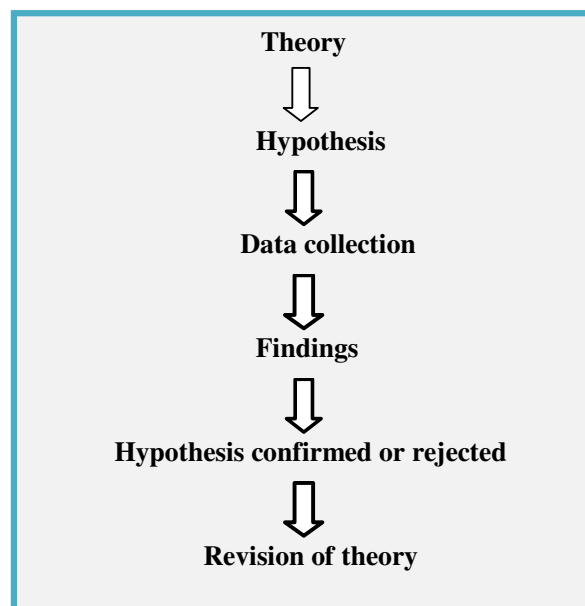 Theory
Hypothesis
Data collection
Findings
Hypothesis confirmed or rejected
Revision of theory